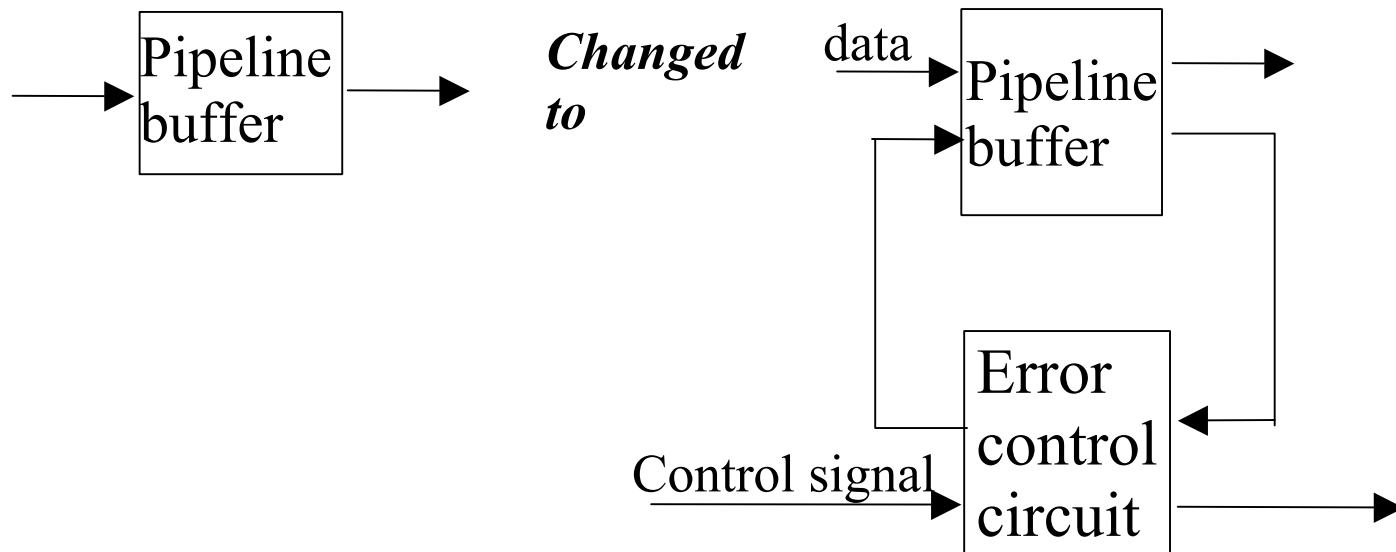 Pipeline
buffer
Changed
to
data
Pipeline
buffer
Error
control
circuit
Control signal